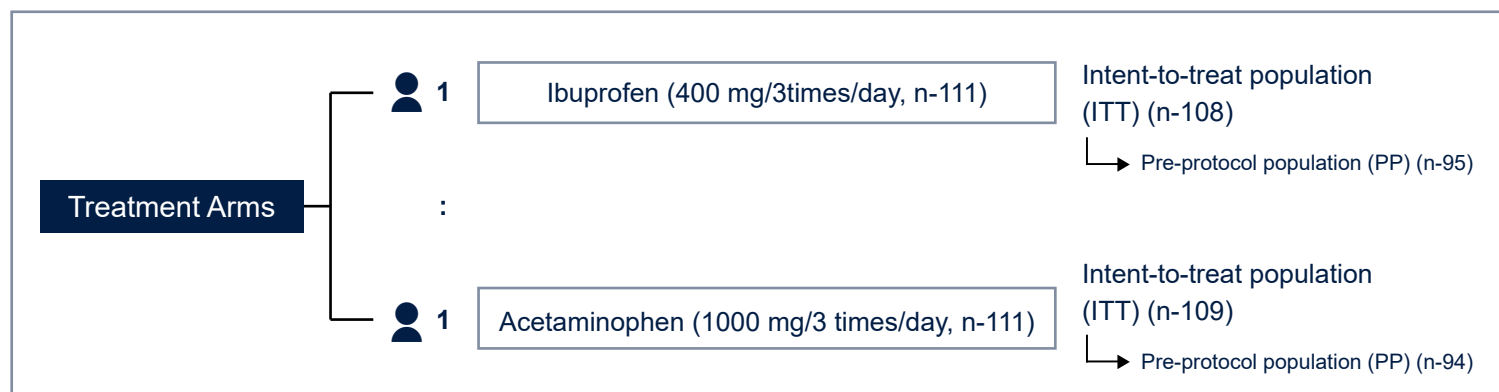 Treatment Arms
1
Ibuprofen (400 mg/3times/day, n-111)
Intent-to-treat population
(ITT) (n-108)
Pre-protocol population (PP) (n-95)
:
1
Acetaminophen (1000 mg/3 times/day, n-111)
Intent-to-treat population
(ITT) (n-109)
Pre-protocol population (PP) (n-94)